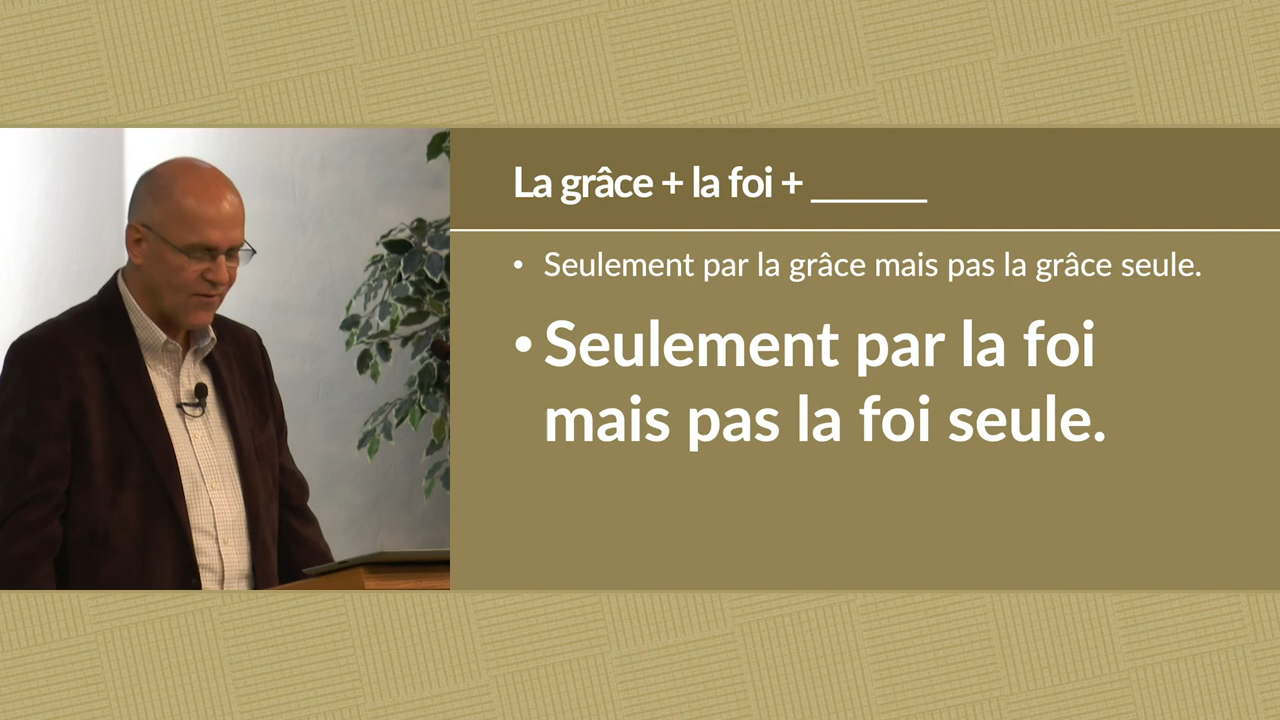 La grâce + la foi + ______
• Seulement par la grâce mais pas la grâce seule.
• Seulement par la foi
mais pas la foi seule.